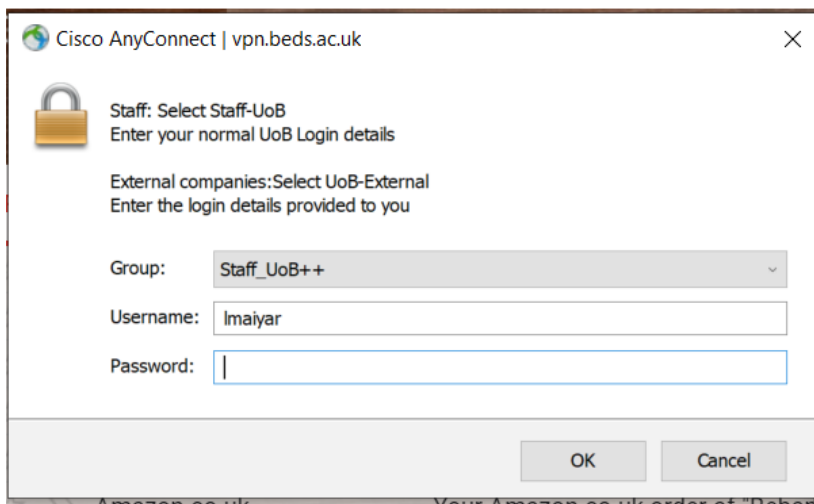 Cisco AnyConnect | vpn.beds.ac.uk
Staff: Select Staff-UoB
Enter your normal UoB Login details
External companies:Select UoB-External
Enter the login details provided to you
Group: Staff_UoB++
Username: lmaiyar
Password:
OK Cancel
Amazon.co.uk Your Amazon.co.uk order of